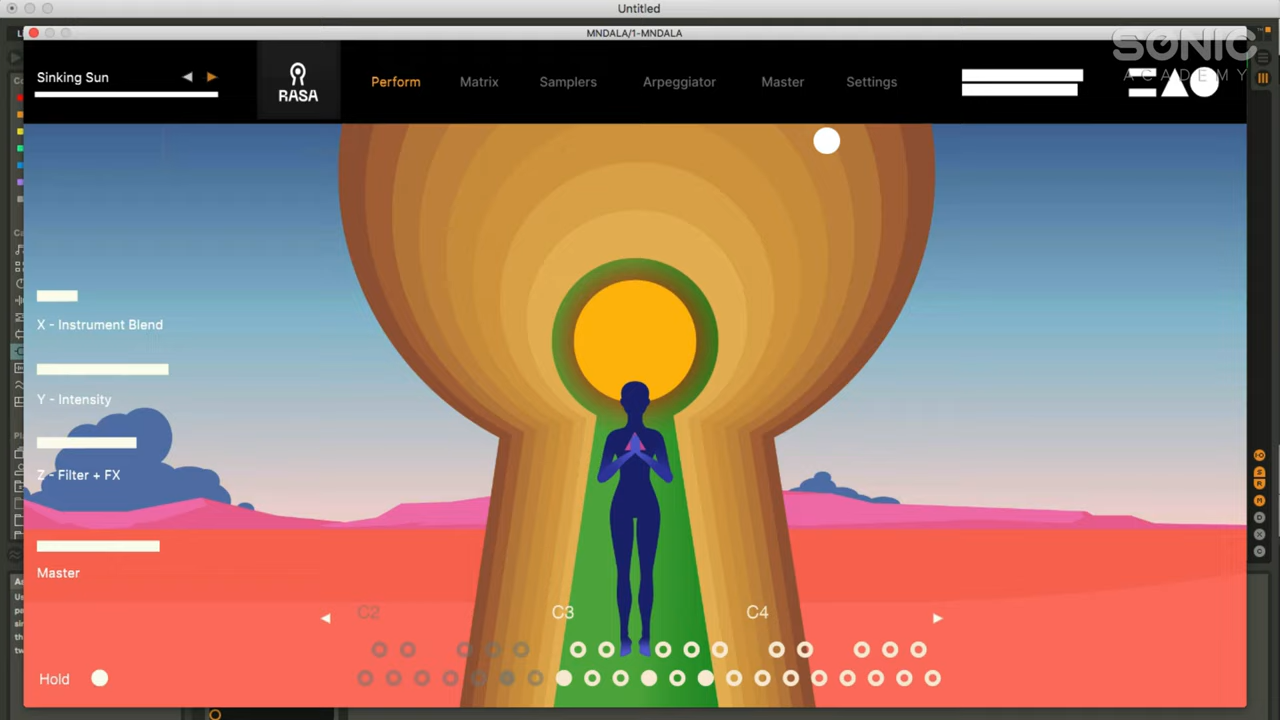 Untitled
MNDALA/1-MNDALA
SONIC
ACADEMY
Sinking Sun
RASA
Perform
Matrix
Samplers
Arpeggiator
Master
Settings
X - Instrument Blend
Y - Intensity
Z - Filter + FX
Master
C2
C3
C4
Hold